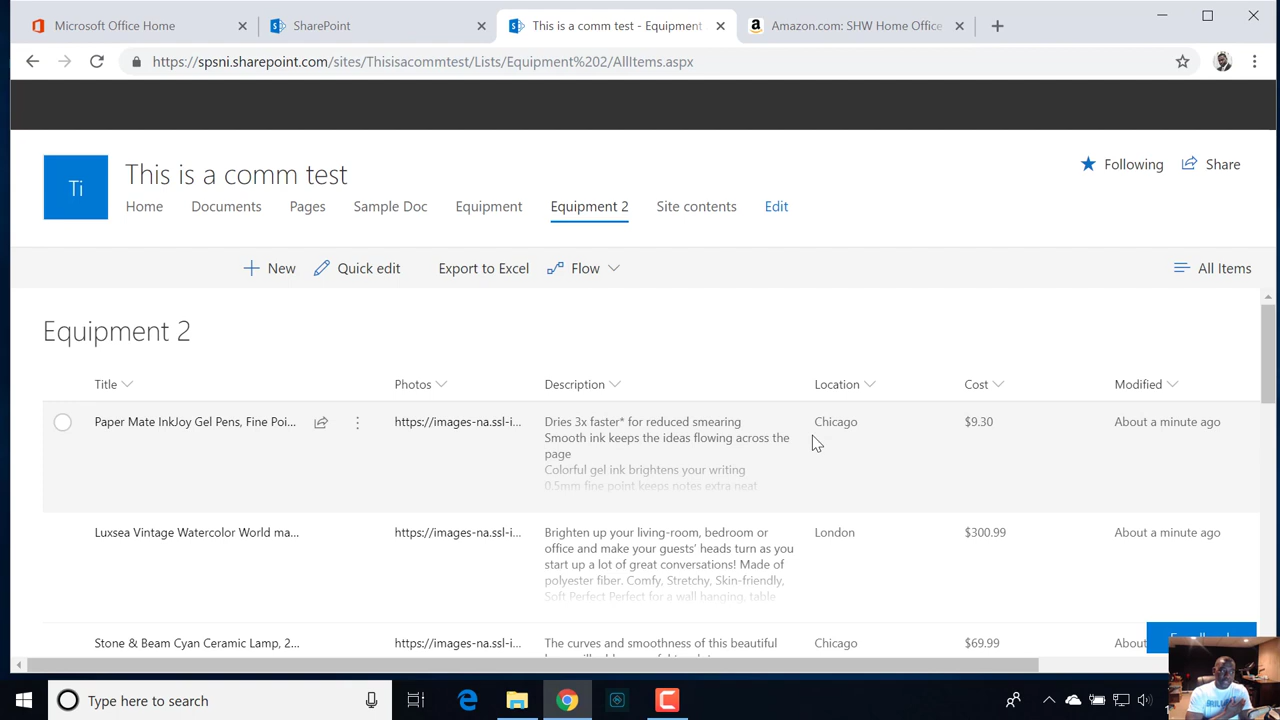 Microsoft Office Home
SharePoint
This is a comm test - Equipment
Amazon.com: SHW Home Office
https://spsni.sharepoint.com/sites/Thisisacommtest/Lists/Equipment%202/AllItems.aspx
Ti
This is a comm test
Following
Share
Home
Documents
Pages
Sample Doc
Equipment
Equipment 2
Site contents
Edit
New
Quick edit
Export to Excel
Flow
All Items
Equipment 2
Title
Photos
Description
Location
Cost
Modified
Paper Mate InkJoy Gel Pens, Fine Poi...
https://images-na.ssl-i...
Dries 3x faster* for reduced smearing
Smooth ink keeps the ideas flowing across the
page
Colorful gel ink brightens your writing
0.5mm fine point keeps notes extra neat
Chicago
$9.30
About a minute ago
Luxsea Vintage Watercolor World ma...
https://images-na.ssl-i...
Brighten up your living-room, bedroom or
office and make your guests’ heads turn as you
start up a lot of great conversations! Made of
polyester fiber. Comfy, Stretchy, Skin-friendly,
Soft Perfect Perfect for a wall hanging, table
London
$300.99
About a minute ago
Stone & Beam Cyan Ceramic Lamp, 2...
https://images-na.ssl-i...
The curves and smoothness of this beautiful
Chicago
$69.99
About
Type here to search